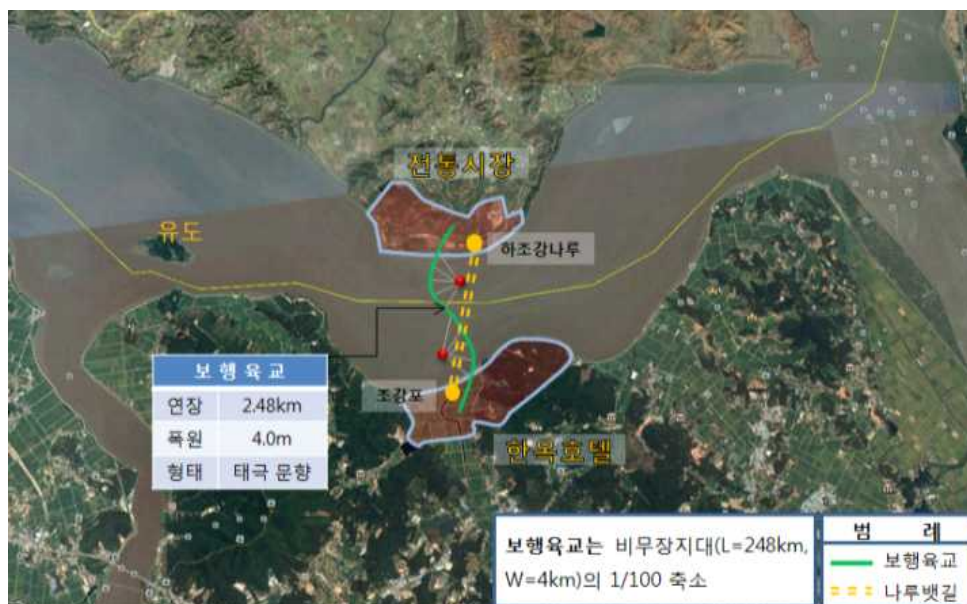 전통시장
유도
하조강나루
보행육교
연장 2.48km
폭원 4.0m
형태 태극 문향
조강포
한옥호텔
보행육교는 비무장지대(L=248km,
W=4km)의 1/100 축소
범 례
보행육교
나루뱃길